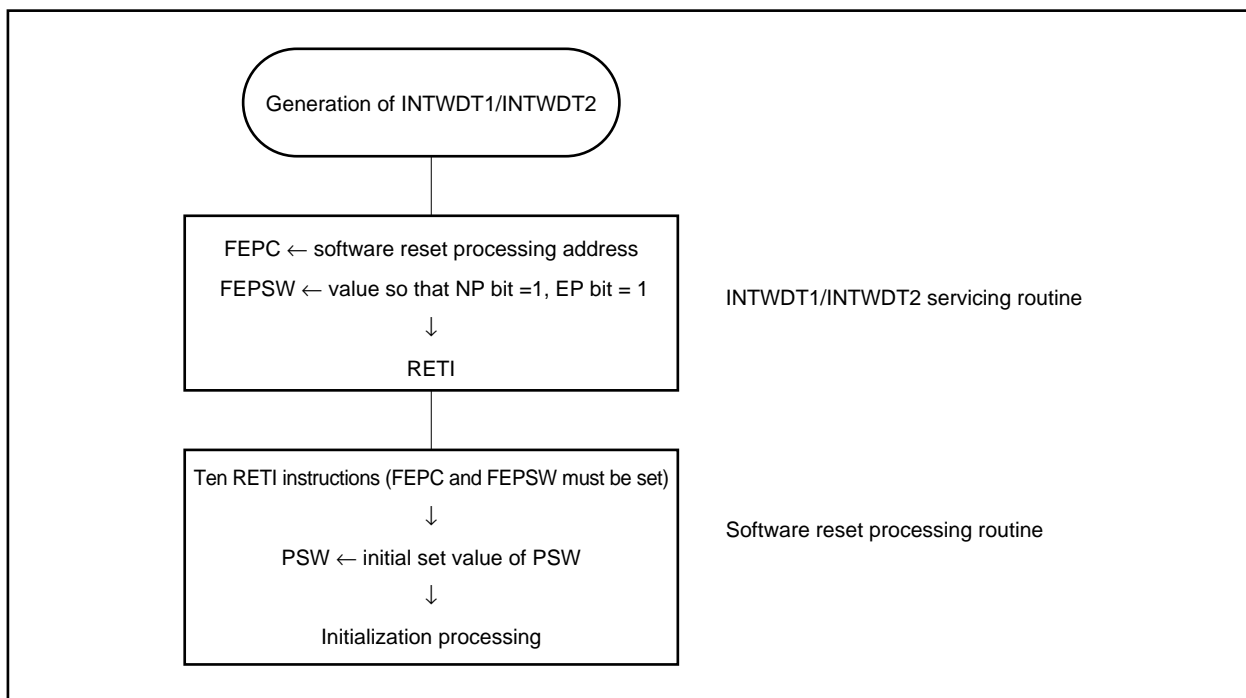 Generation of INTWDT1/INTWDT2
FEPC ← software reset processing address
FEPSW ← value so that NP bit =1, EP bit = 1
↓
RETI
INTWDT1/INTWDT2 servicing routine
Ten RETI instructions (FEPC and FEPSW must be set)
↓
PSW ← initial set value of PSW
↓
Initialization processing
Software reset processing routine